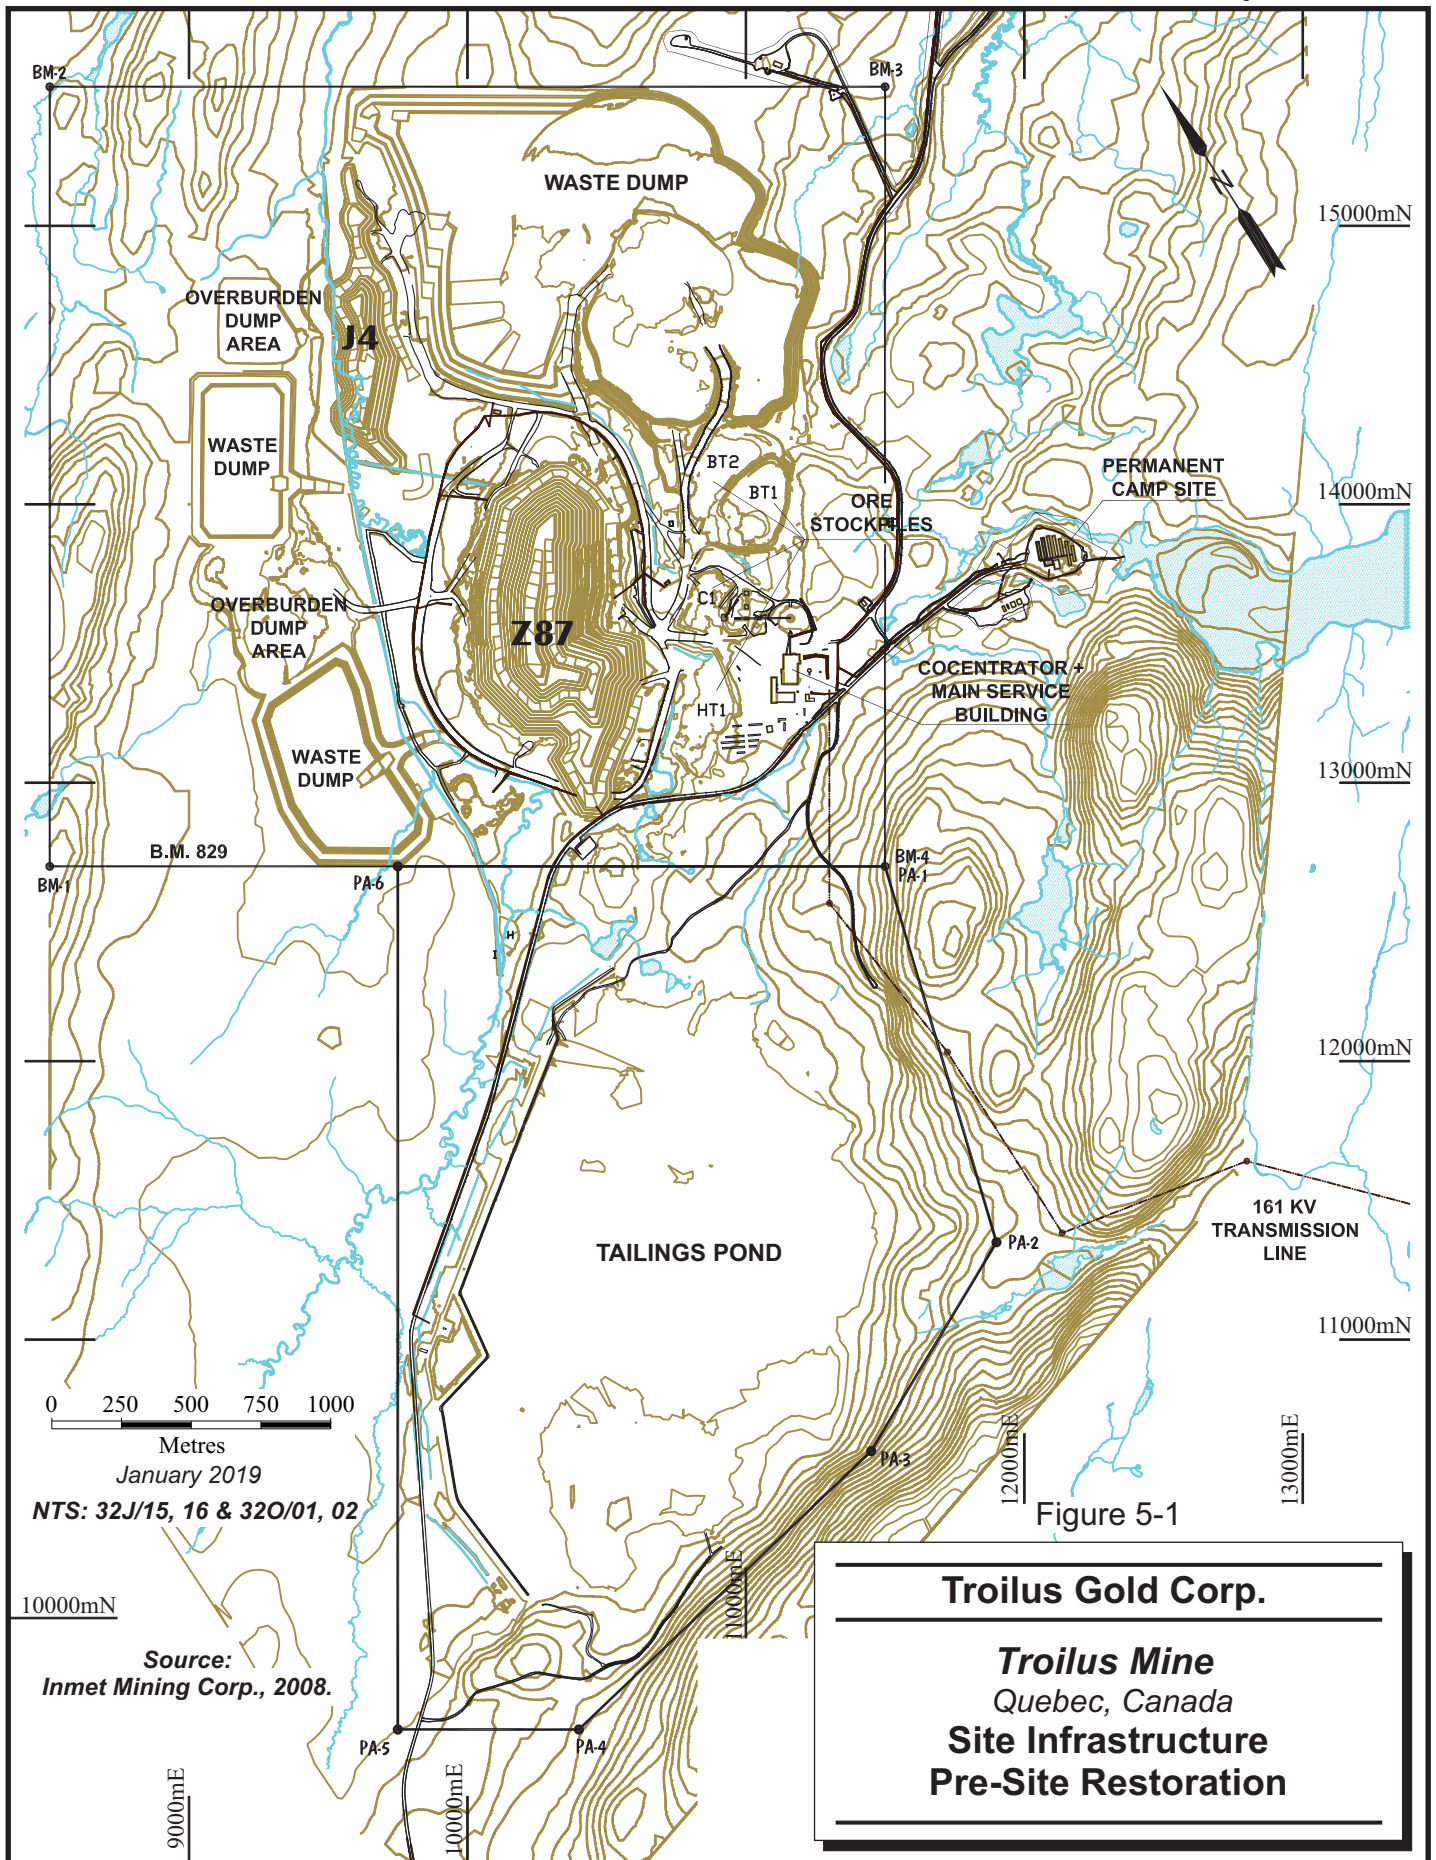 BM-2
BM-3
WASTE DUMP
N
15000mN
OVERBURDEN
DUMP
AREA
J4
WASTE
DUMP
BT2
BT1
ORE
STOCKPILES
PERMANENT
CAMP SITE
14000mN
OVERBURDEN
DUMP
AREA
Z87
C1
COCENTRATOR +
MAIN SERVICE
BUILDING
HT1
WASTE
DUMP
13000mN
B.M. 829
BM-1
PA-6
BM-4
PA-1
H
I
12000mN
161 KV
TRANSMISSION
LINE
PA-2
TAILINGS POND
11000mN
0 250 500 750 1000
Metres
January 2019
NTS: 32J/15, 16 & 32O/01, 02
PA-3
12000mE
13000mE
Figure 5-1
11000mE
10000mN
Source:
Inmet Mining Corp., 2008.
PA-5
PA-4
9000mE
10000mE
Troilus Gold Corp.
Troilus Mine
Quebec, Canada
Site Infrastructure
Pre-Site Restoration